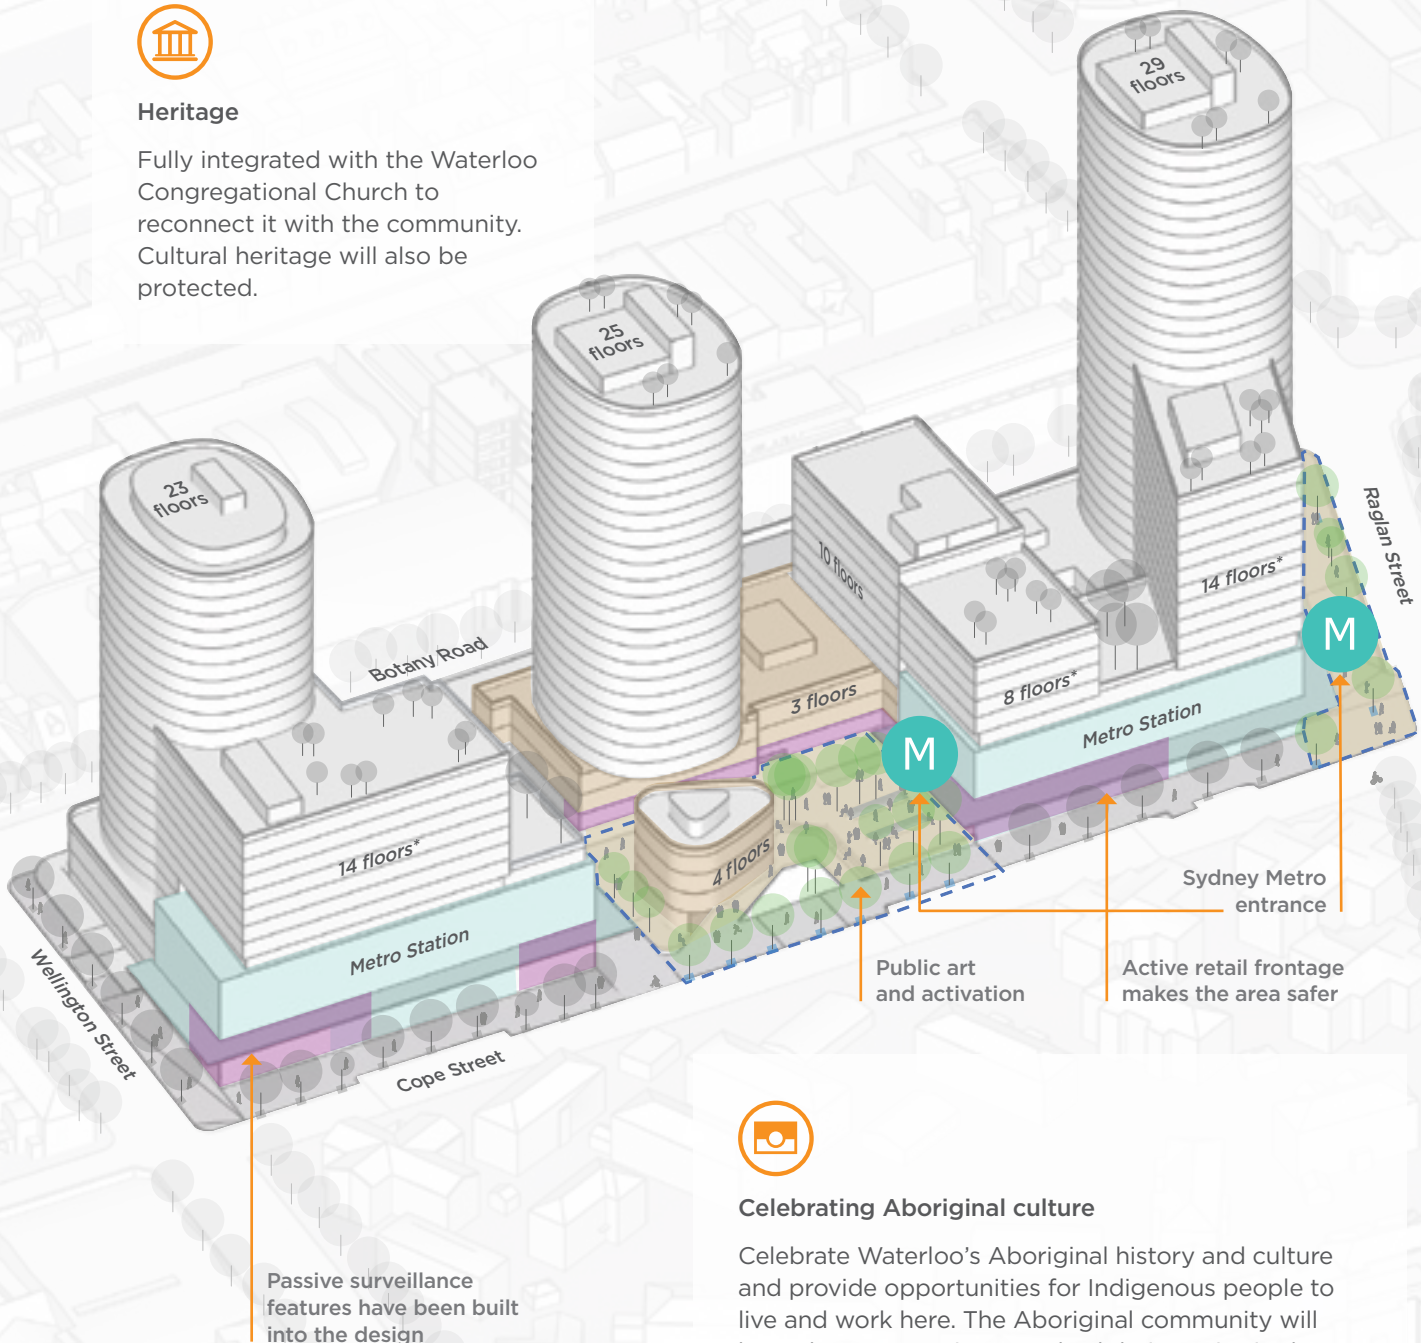 Heritage
Fully integrated with the Waterloo
Congregational Church to
reconnect it with the community.
Cultural heritage will also be
protected.
29
floors
25
floors
23
floors
10 floors
14 floors*
Raglan Street
M
Botany Road
3 floors
8 floors*
Metro Station
M
14 floors*
4 floors
Metro Station
Sydney Metro
entrance
Public art
and activation
Active retail frontage
makes the area safer
Wellington Street
Cope Street
Passive surveillance
features have been built
into the design
Celebrating Aboriginal culture
Celebrate Waterloo’s Aboriginal history and culture
and provide opportunities for Indigenous people to
live and work here. The Aboriginal community will